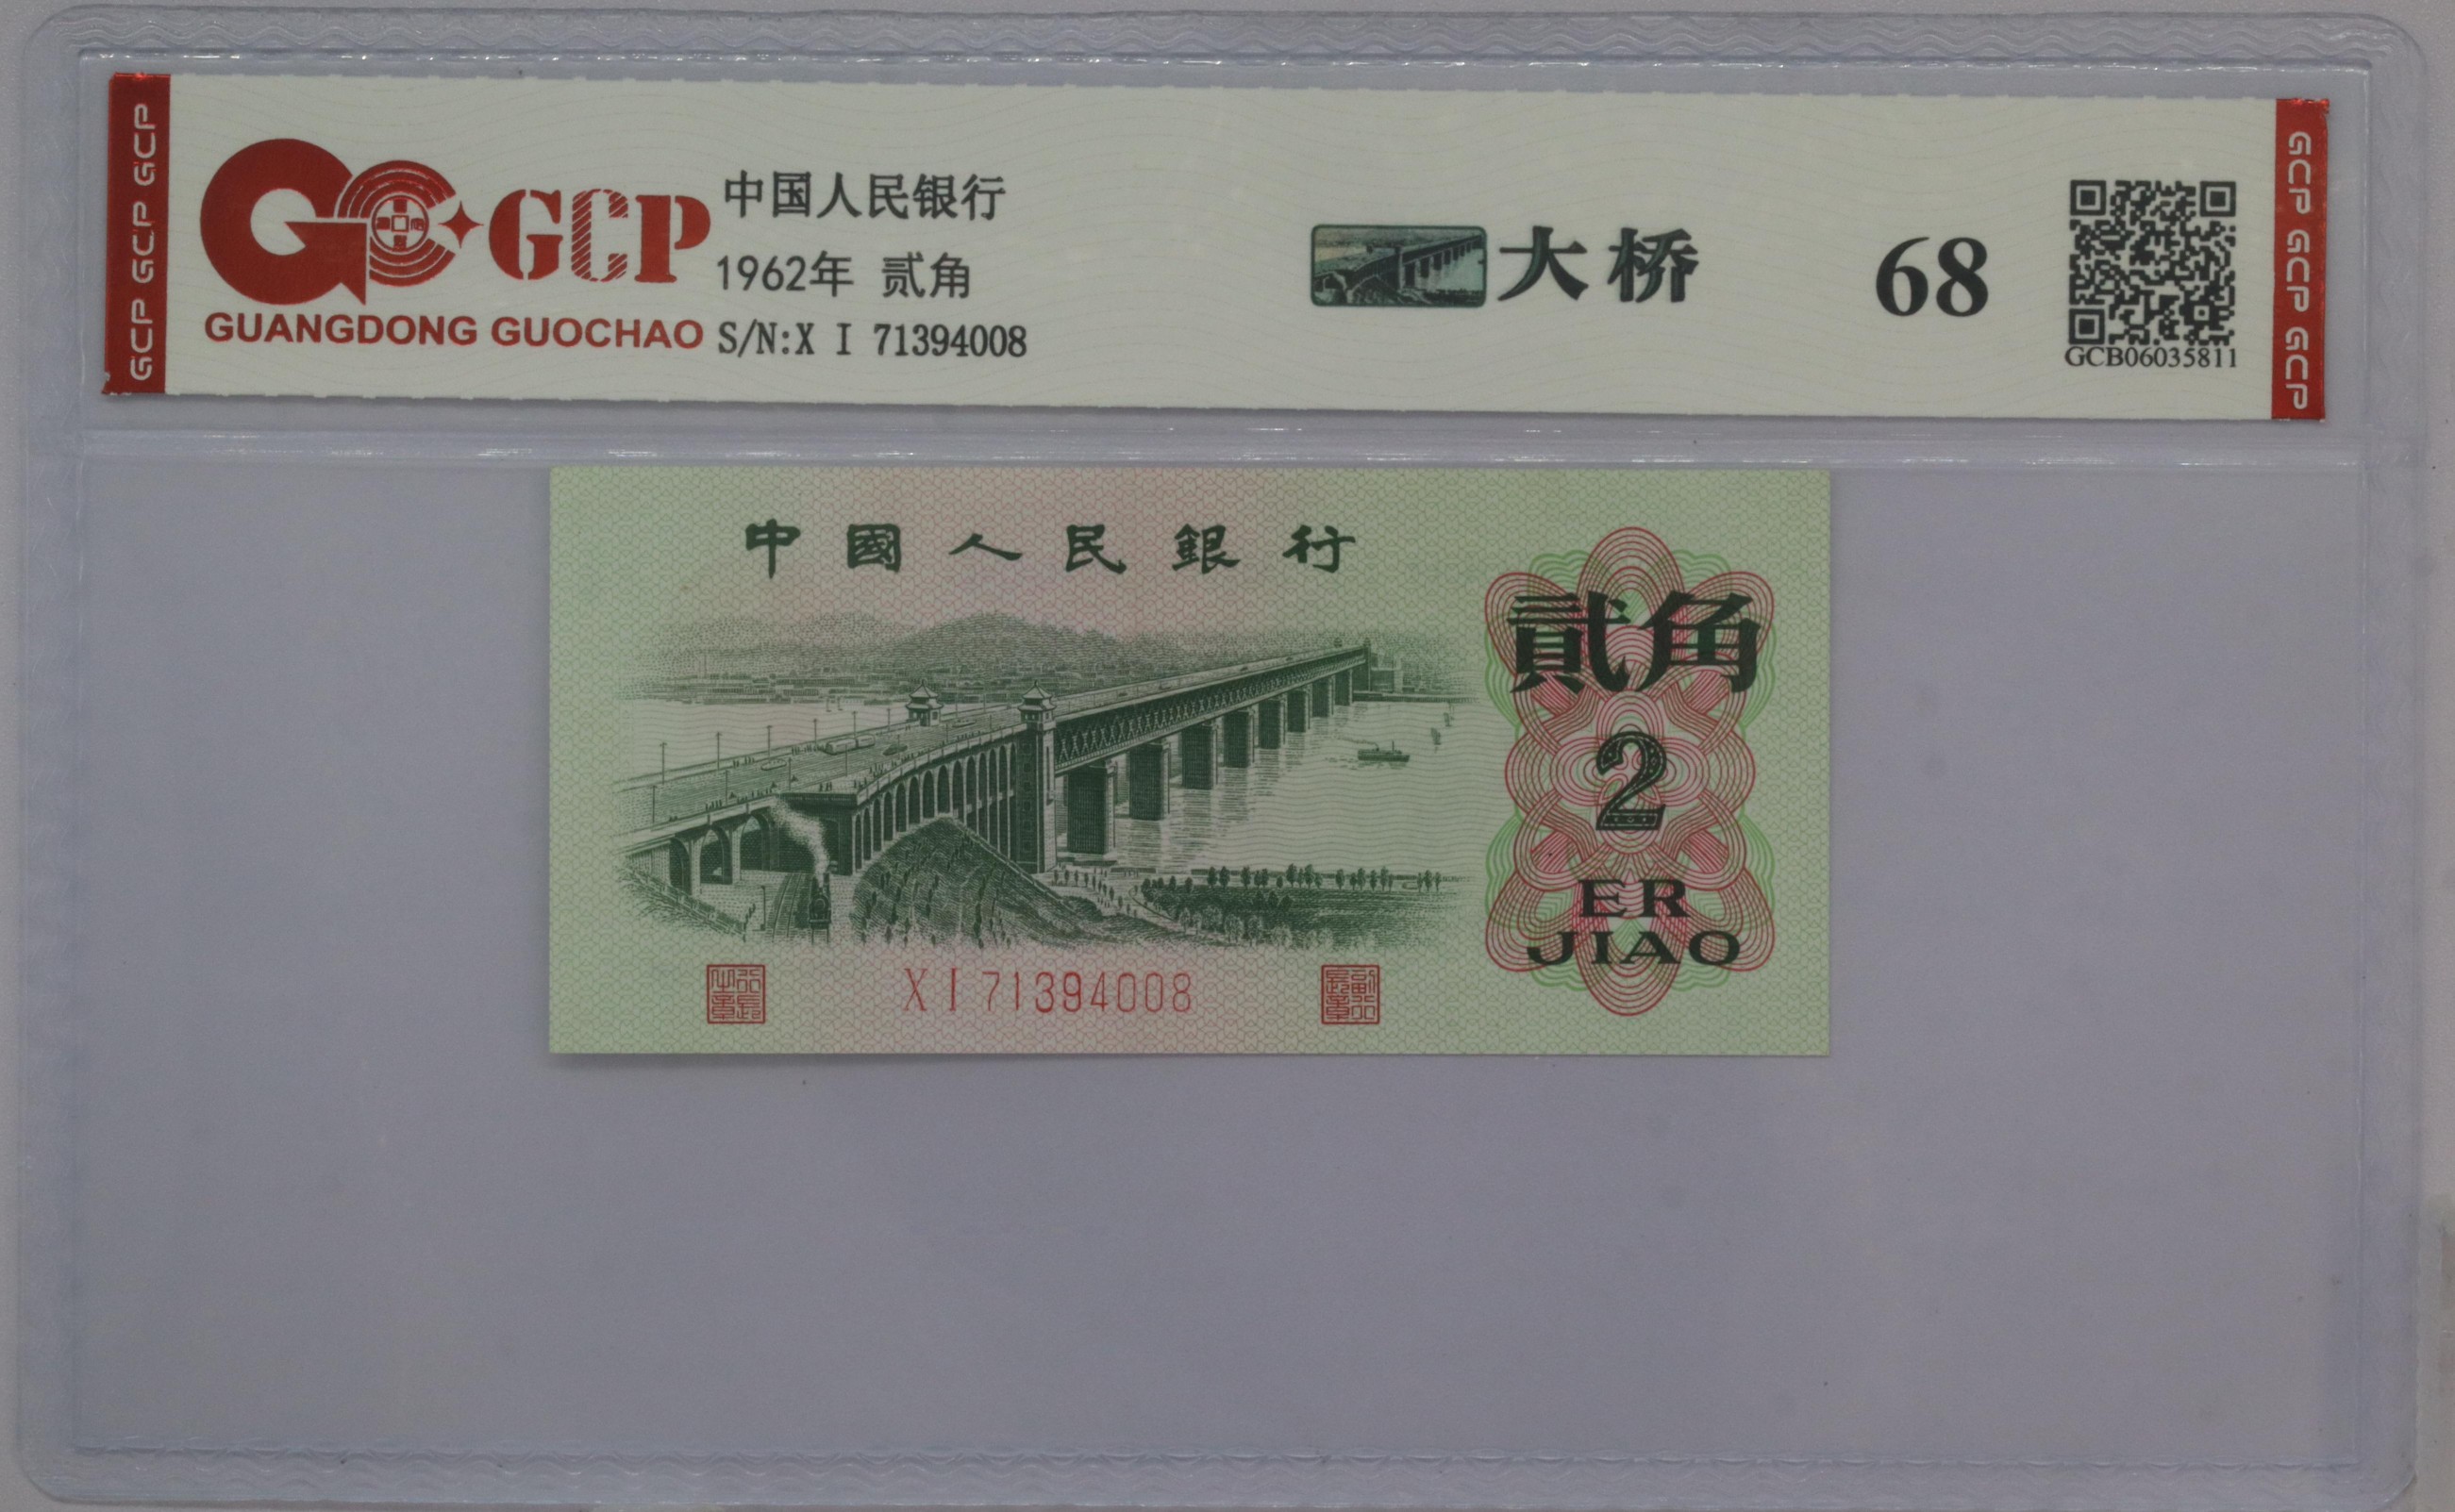 GCP GCP GCP
GCP
GUANGDONG GUOCHAO
中国人民银行
1962年 贰角
S/N:X I 71394008
大桥
68
GCB06035811
GCP GCP GCP
中國人民銀行
貳角
2
ER
JIAO
X I 71394008